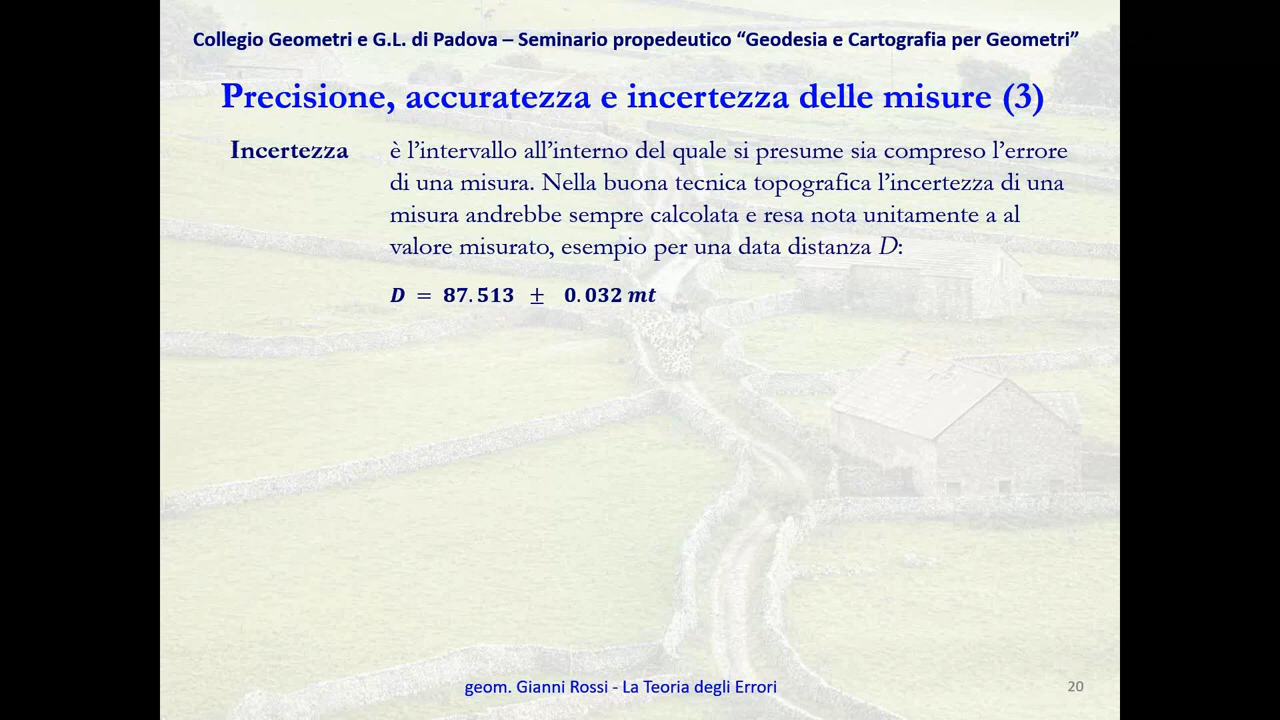 Collegio Geometri e G.L. di Padova – Seminario propedeutico “Geodesia e Cartografia per Geometri”
Precisione, accuratezza e incertezza delle misure (3)
Incertezza è l’intervallo all’interno del quale si presume sia compreso l’errore
di una misura. Nella buona tecnica topografica l’incertezza di una
misura andrebbe sempre calcolata e resa nota unitamente a al
valore misurato, esempio per una data distanza D:
D = 87.513 ± 0.032 mt
geom. Gianni Rossi - La Teoria degli Errori
20